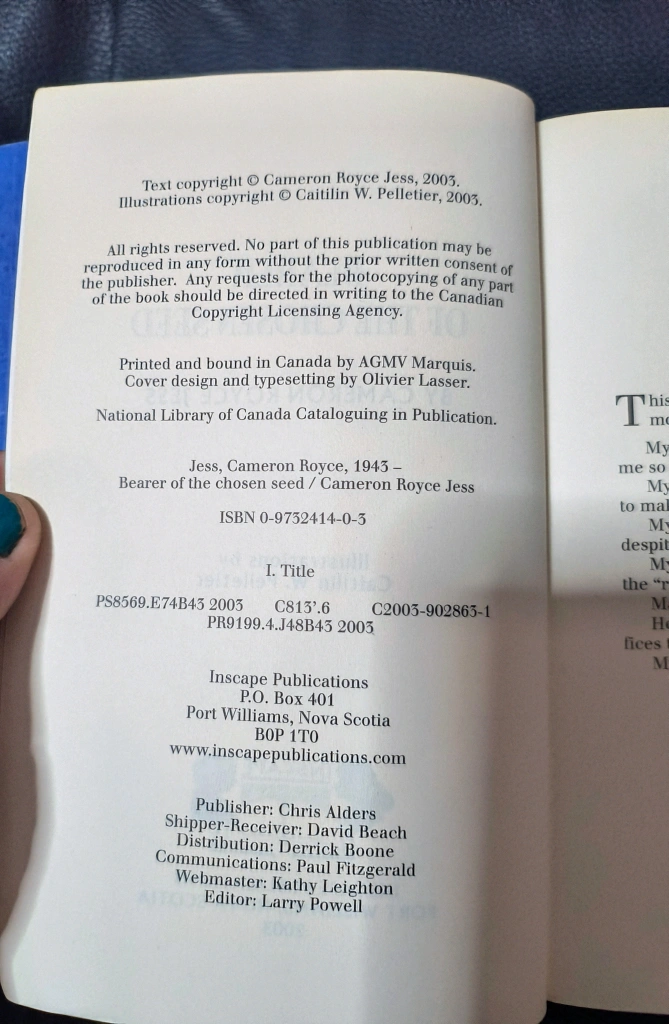 Text copyright © Cameron Royce Jess, 2003.
Illustrations copyright © Caitilin W. Pelletier, 2003.
All rights reserved. No part of this publication may be
reproduced in any form without the prior written consent of
the publisher. Any requests for the photocopying of any part
of the book should be directed in writing to the Canadian
Copyright Licensing Agency.
Printed and bound in Canada by AGMV Marquis.
Cover design and typesetting by Olivier Lasser.
National Library of Canada Cataloguing in Publication.
Jess, Cameron Royce, 1943 –
Bearer of the chosen seed / Cameron Royce Jess
ISBN 0-9732414-0-3
I. Title
PS8569.E74B43 2003 C813'.6 C2003-902863-1
PR9199.4.J48B43 2003
Inscape Publications
P.O. Box 401
Port Williams, Nova Scotia
B0P 1T0
www.inscapepublications.com
Publisher: Chris Alders
Shipper-Receiver: David Beach
Distribution: Derrick Boone
Communications: Paul Fitzgerald
Webmaster: Kathy Leighton
Editor: Larry Powell
This
My
me so
My
to
My
despit
My
the "r
He
fices